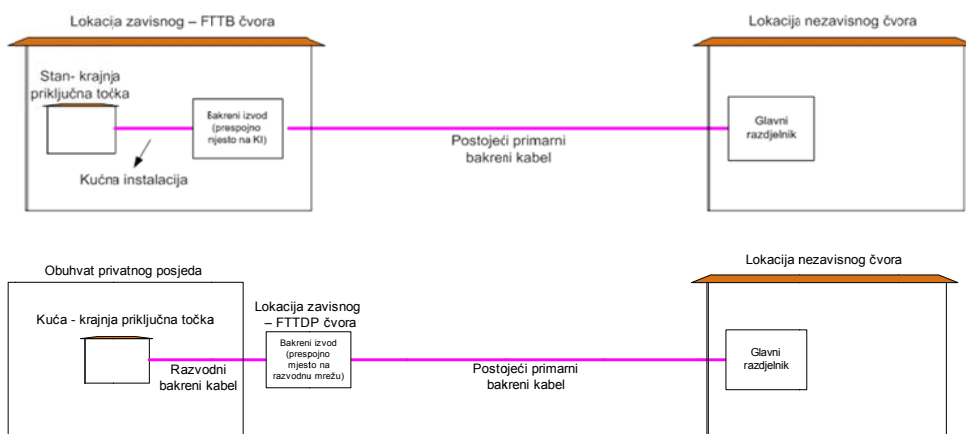 Lokacija zavisnog – FTTB čvora
Lokacija nezavisnog čvora
Stan- krajnja
priključna točka
Bakreni izvod
(prespojno
mjesto na KI)
Glavni
razdjelnik
Postojeći primarni
bakreni kabel
Kućna instalacija
Obuhvat privatnog posjeda
Lokacija nezavisnog čvora
Lokacija zavisnog
– FTTDP čvora
Kuća - krajnja priključna točka
Bakreni izvod
(prespojno
mjesto na
razvodnu mrežu)
Glavni
razdjelnik
Razvodni
bakreni kabel
Postojeći primarni
bakreni kabel